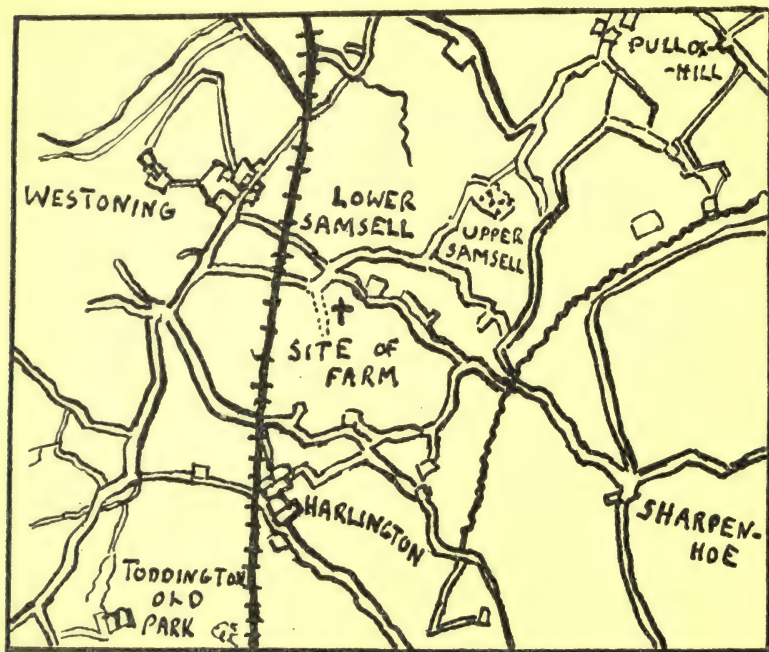 PULLOX-
-HILL
WESTONING
LOWER
SAMSELL
UPPER
SAMSELL
SITE OF
FARM
HARLINGTON
SHARPEN-
HOE
TODDINGTON
OLD
PARK